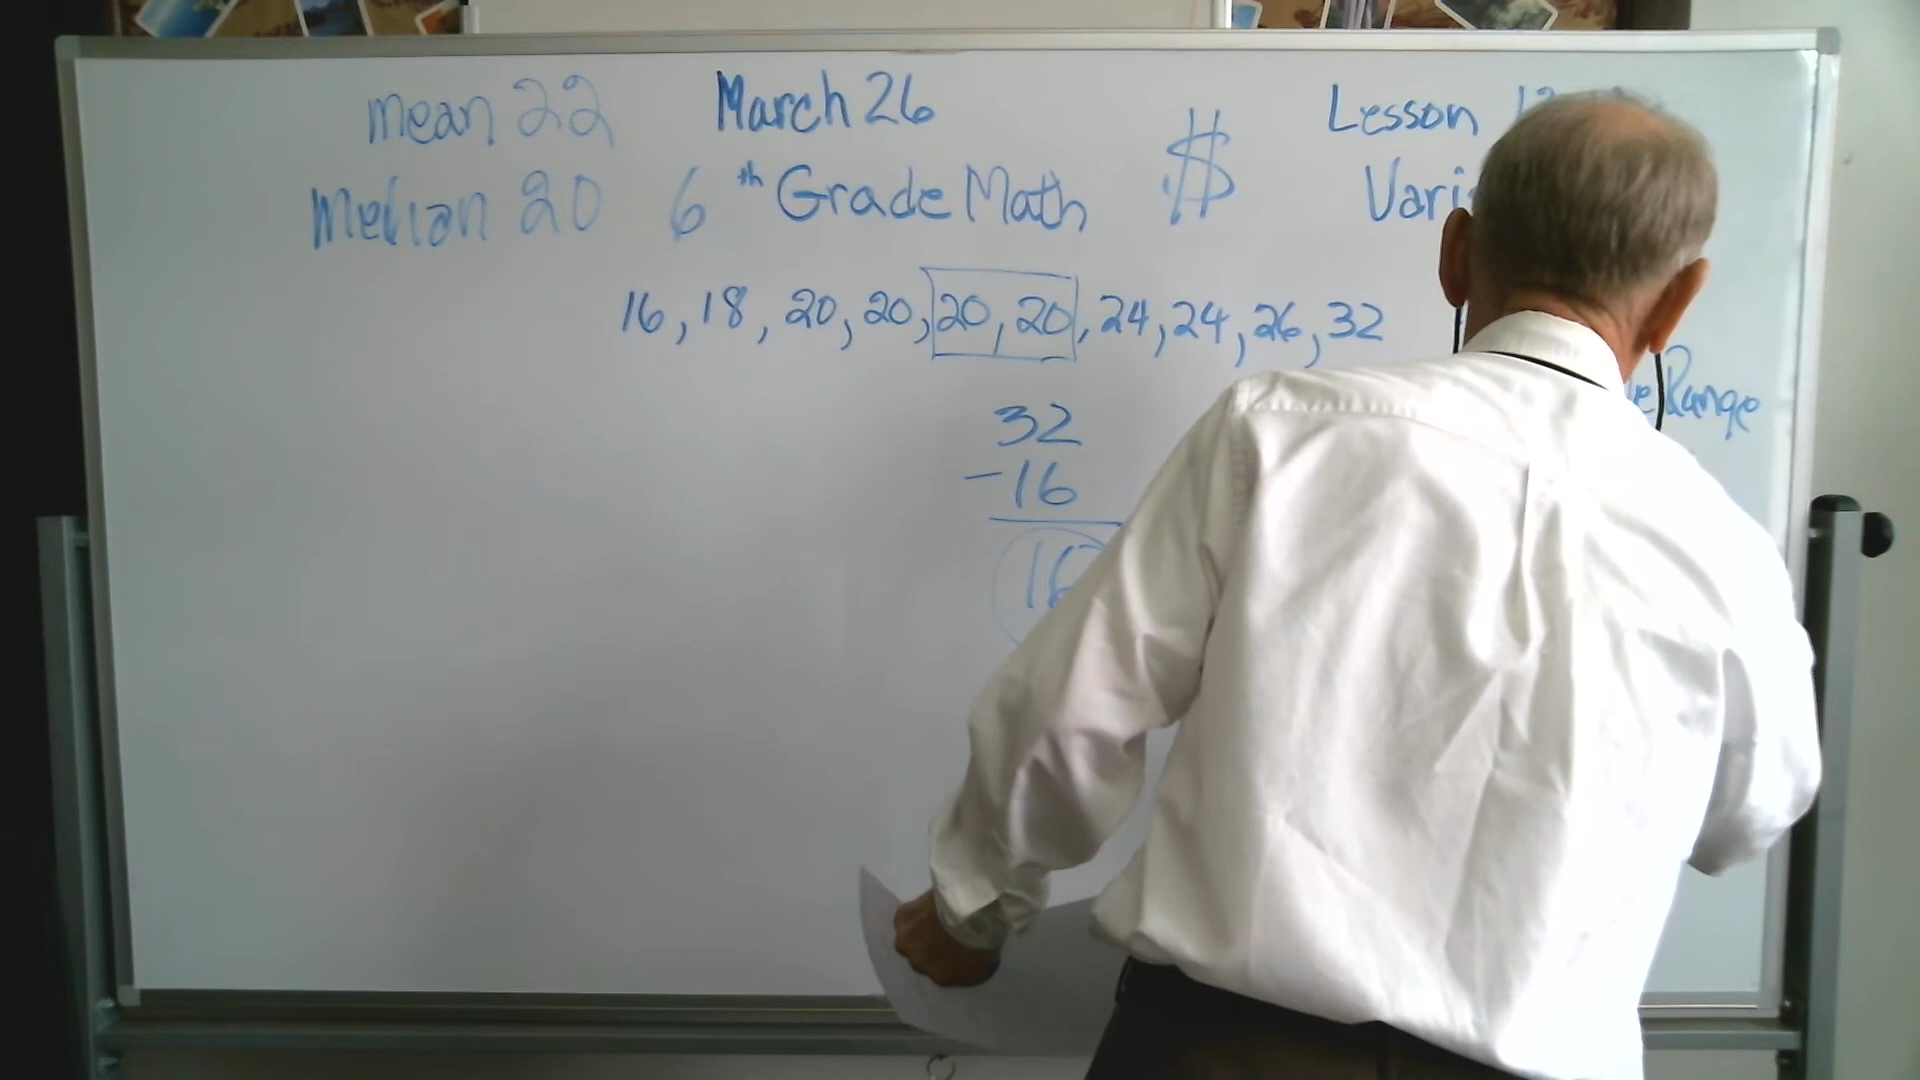 mean 22 March 26 Lesson
Median 20 6th Grade Math $
16, 18, 20, 20, 20, 20, 24, 24, 26, 32
Range
32
-16
16